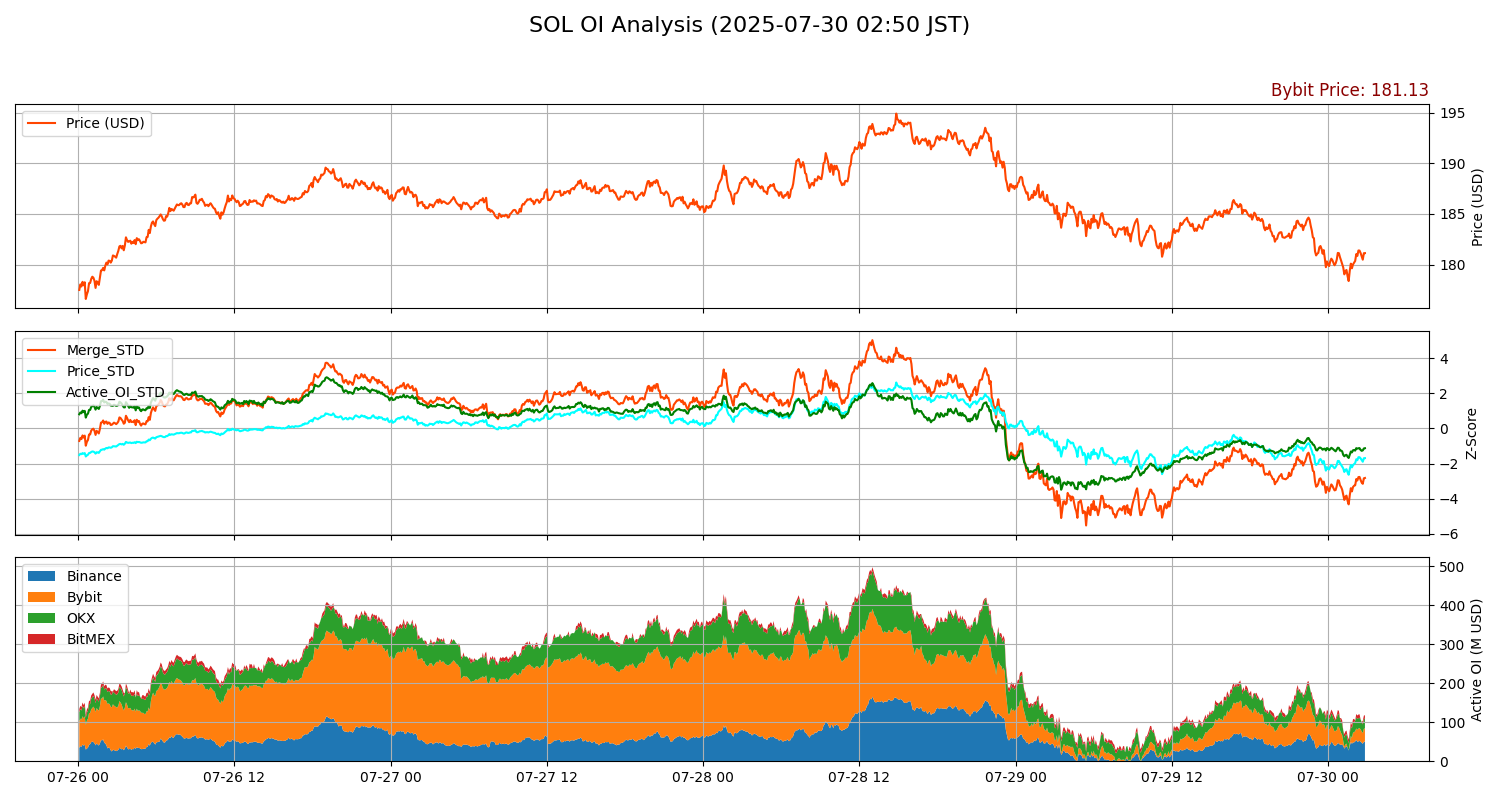 SOL OI Analysis (2025-07-30 02:50 JST)
Bybit Price: 181.13
Price (USD)
195
190
185
180
Price (USD)
Merge_STD
Price_STD
Active_OI_STD
4
2
0
−2
−4
−6
Z-Score
Binance
Bybit
OKX
BitMEX
500
400
300
200
100
0
Active OI (M USD)
07-26 00
07-26 12
07-27 00
07-27 12
07-28 00
07-28 12
07-29 00
07-29 12
07-30 00